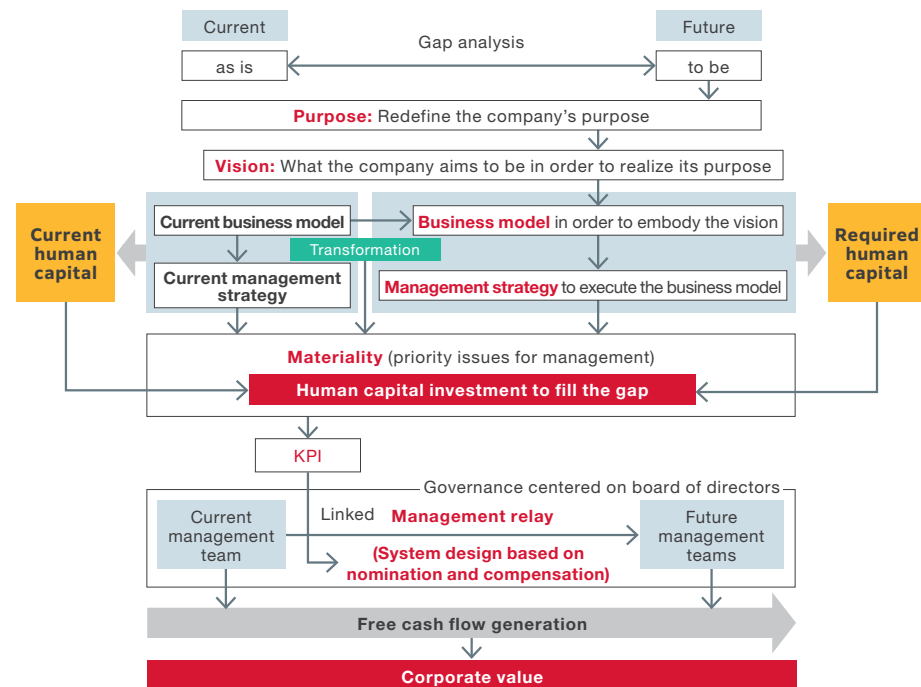 Current
Gap analysis
Future
as is
to be
Purpose: Redefine the company’s purpose
Vision: What the company aims to be in order to realize its purpose
Current
human
capital
Current business model
Business model in order to embody the vision
Transformation
Current management
strategy
Management strategy to execute the business model
Required
human
capital
Materiality (priority issues for management)
Human capital investment to fill the gap
KPI
Governance centered on board of directors
Current
management
team
Linked
Management relay
(System design based on
nomination and compensation)
Future
management
teams
Free cash flow generation
Corporate value